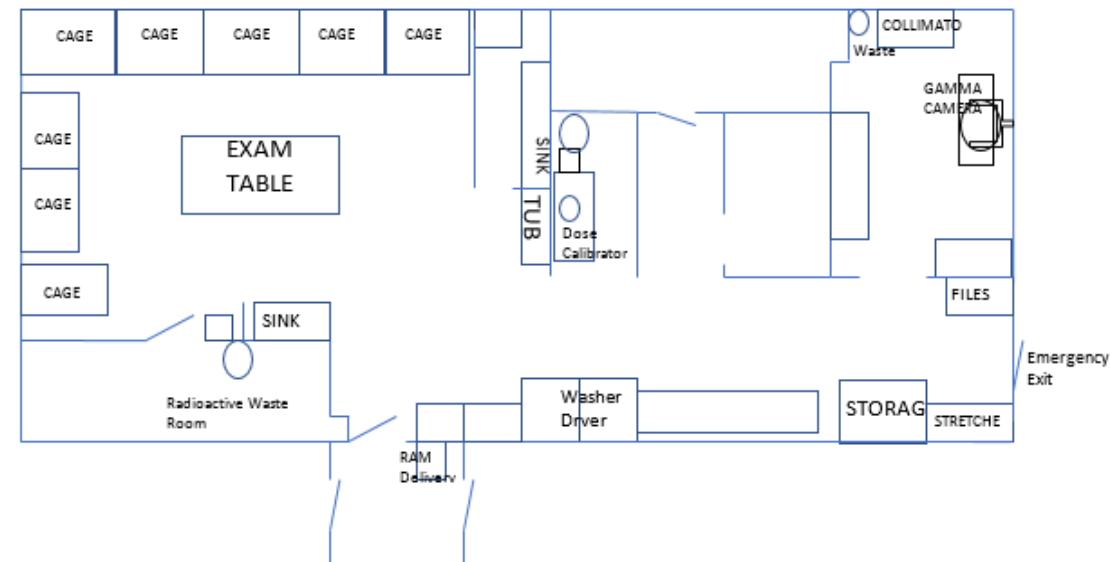 CAGE
CAGE
CAGE
CAGE
CAGE
COLLIMATO
Waste
GAMMA
CAMERA
CAGE
EXAM
TABLE
SINK
CAGE
TUB
Dose
Calibrator
CAGE
FILES
SINK
Emergency
Exit
Radioactive Waste
Room
Washer
Dryer
STORAG
STRETCHE
RAM
Delivery